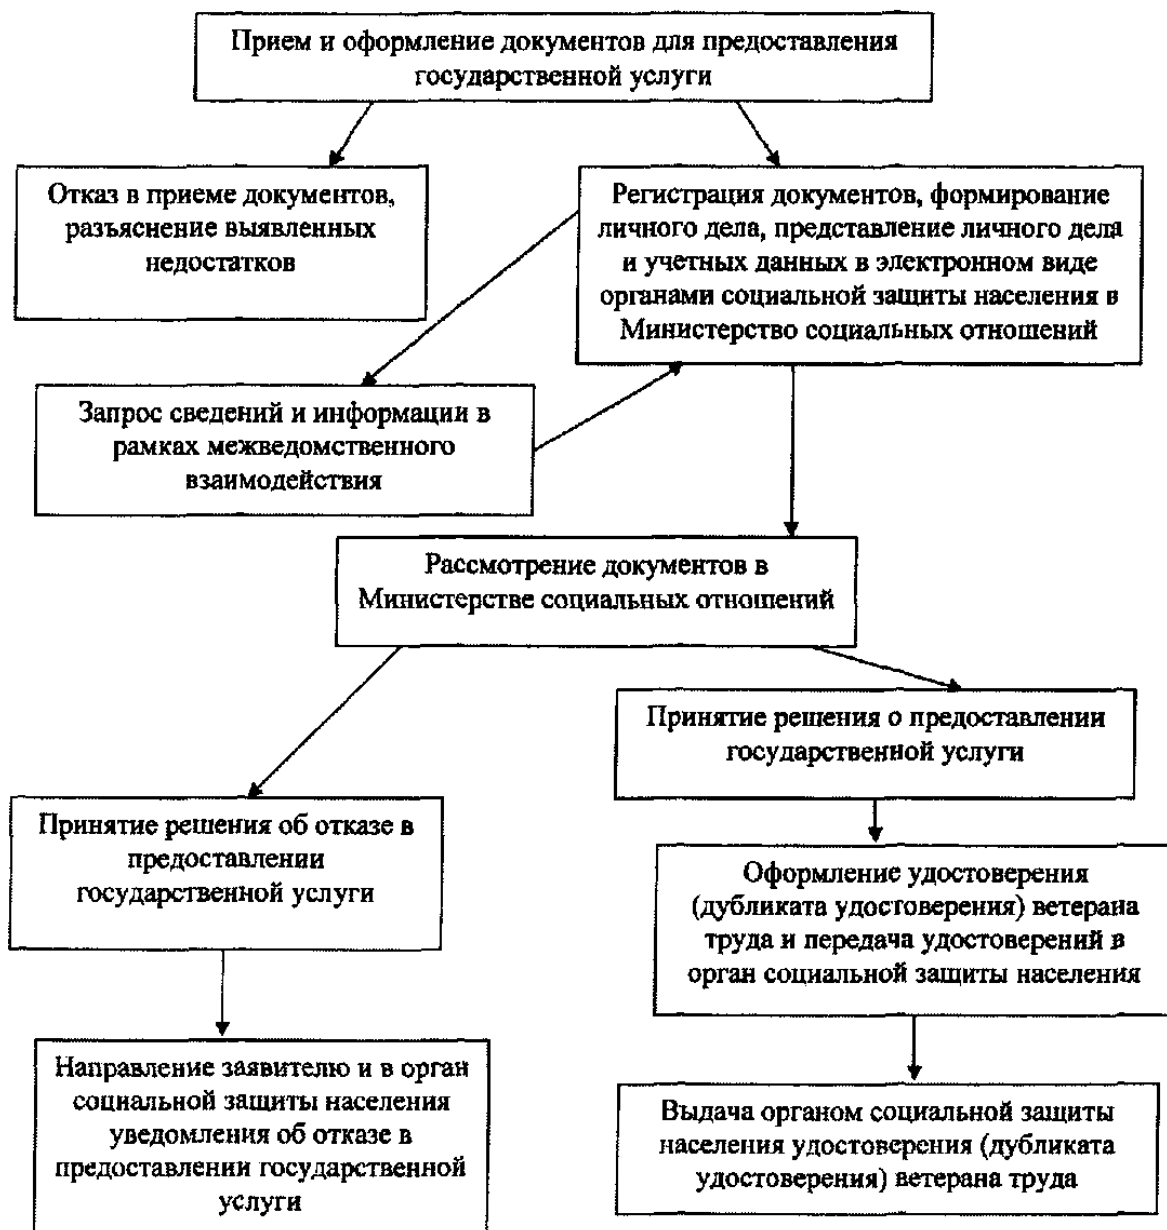 Прием и оформление документов для предоставления
государственной услуги
Отказ в приеме документов,
разъяснение выявленных
недостатков
Регистрация документов, формирование
личного дела, представление личного дела
и учетных данных в электронном виде
органами социальной защиты населения в
Министерство социальных отношений
Запрос сведений и информации в
рамках межведомственного
взаимодействия
Рассмотрение документов в
Министерстве социальных отношений
Принятие решения о предоставлении
государственной услуги
Принятие решения об отказе в
предоставлении
государственной услуги
Оформление удостоверения
(дубликата удостоверения) ветерана
труда и передача удостоверений в
орган социальной защиты населения
Направление заявителю и в орган
социальной защиты населения
уведомления об отказе в
предоставлении государственной
услуги
Выдача органом социальной защиты
населения удостоверения (дубликата
удостоверения) ветерана труда